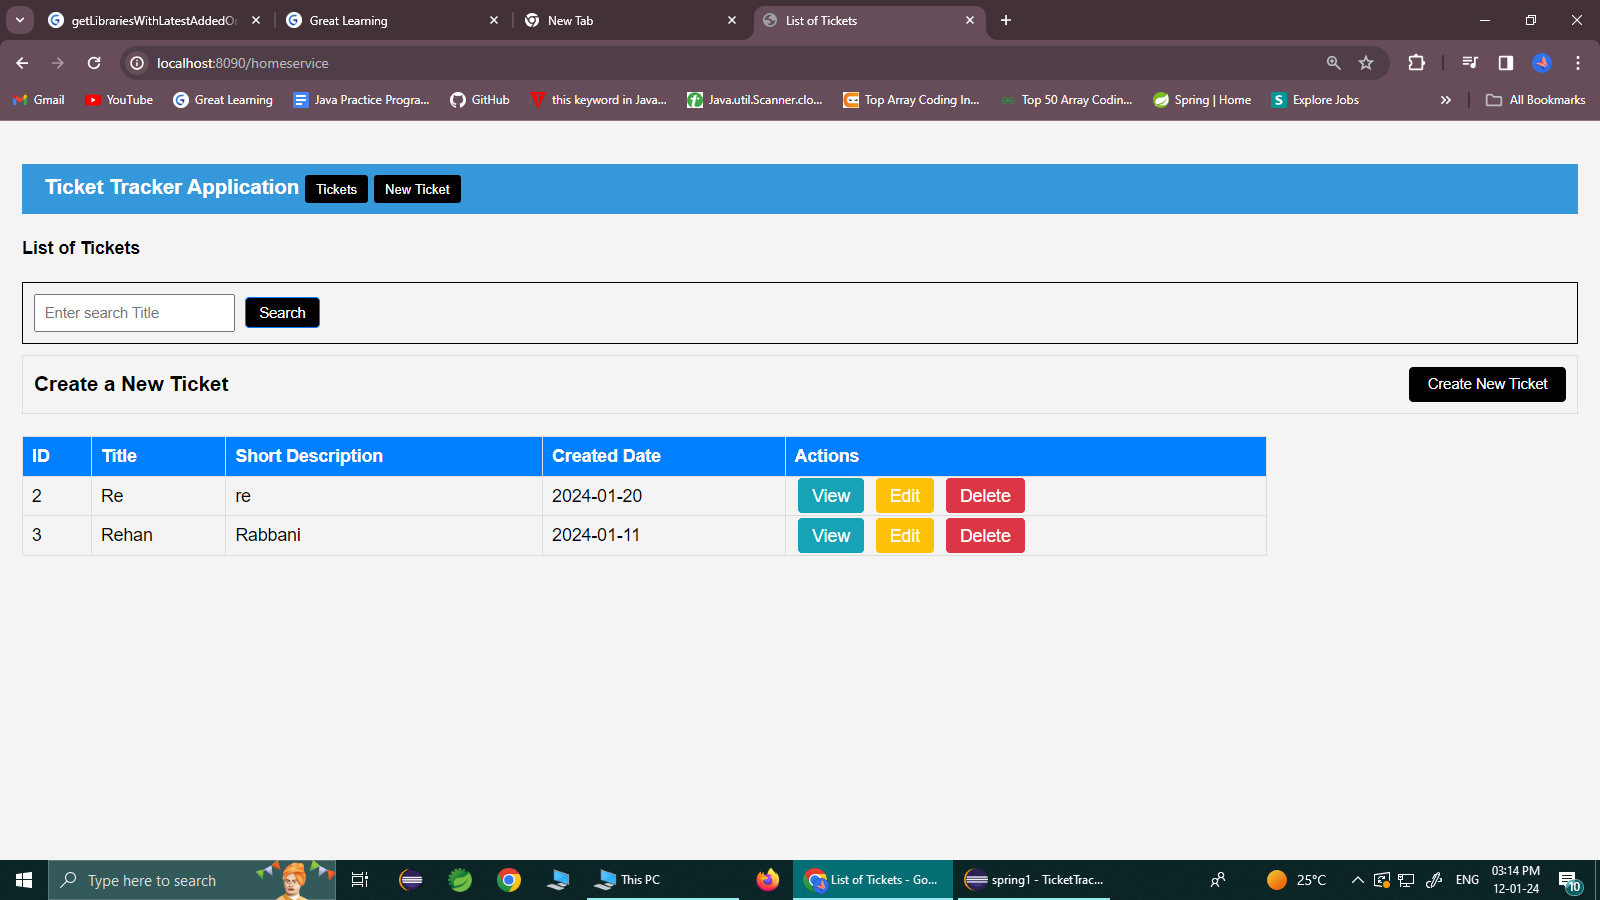 getLibrariesWithLatestAddedOr
Great Learning
New Tab
List of Tickets
localhost:8090/homeservice
Gmail
YouTube
Great Learning
Java Practice Progra...
GitHub
this keyword in Java...
Java.util.Scanner.clo...
Top Array Coding In...
Top 50 Array Codin...
Spring | Home
Explore Jobs
All Bookmarks
Ticket Tracker Application Tickets New Ticket
List of Tickets
Enter search Title Search
Create a New Ticket Create New Ticket
ID Title Short Description Created Date Actions
2 Re re 2024-01-20 View Edit Delete
3 Rehan Rabbani 2024-01-11 View Edit Delete
Type here to search
This PC
List of Tickets - Go...
spring1 - TicketTrac...
25°C
ENG
03:14 PM
12-01-24
10